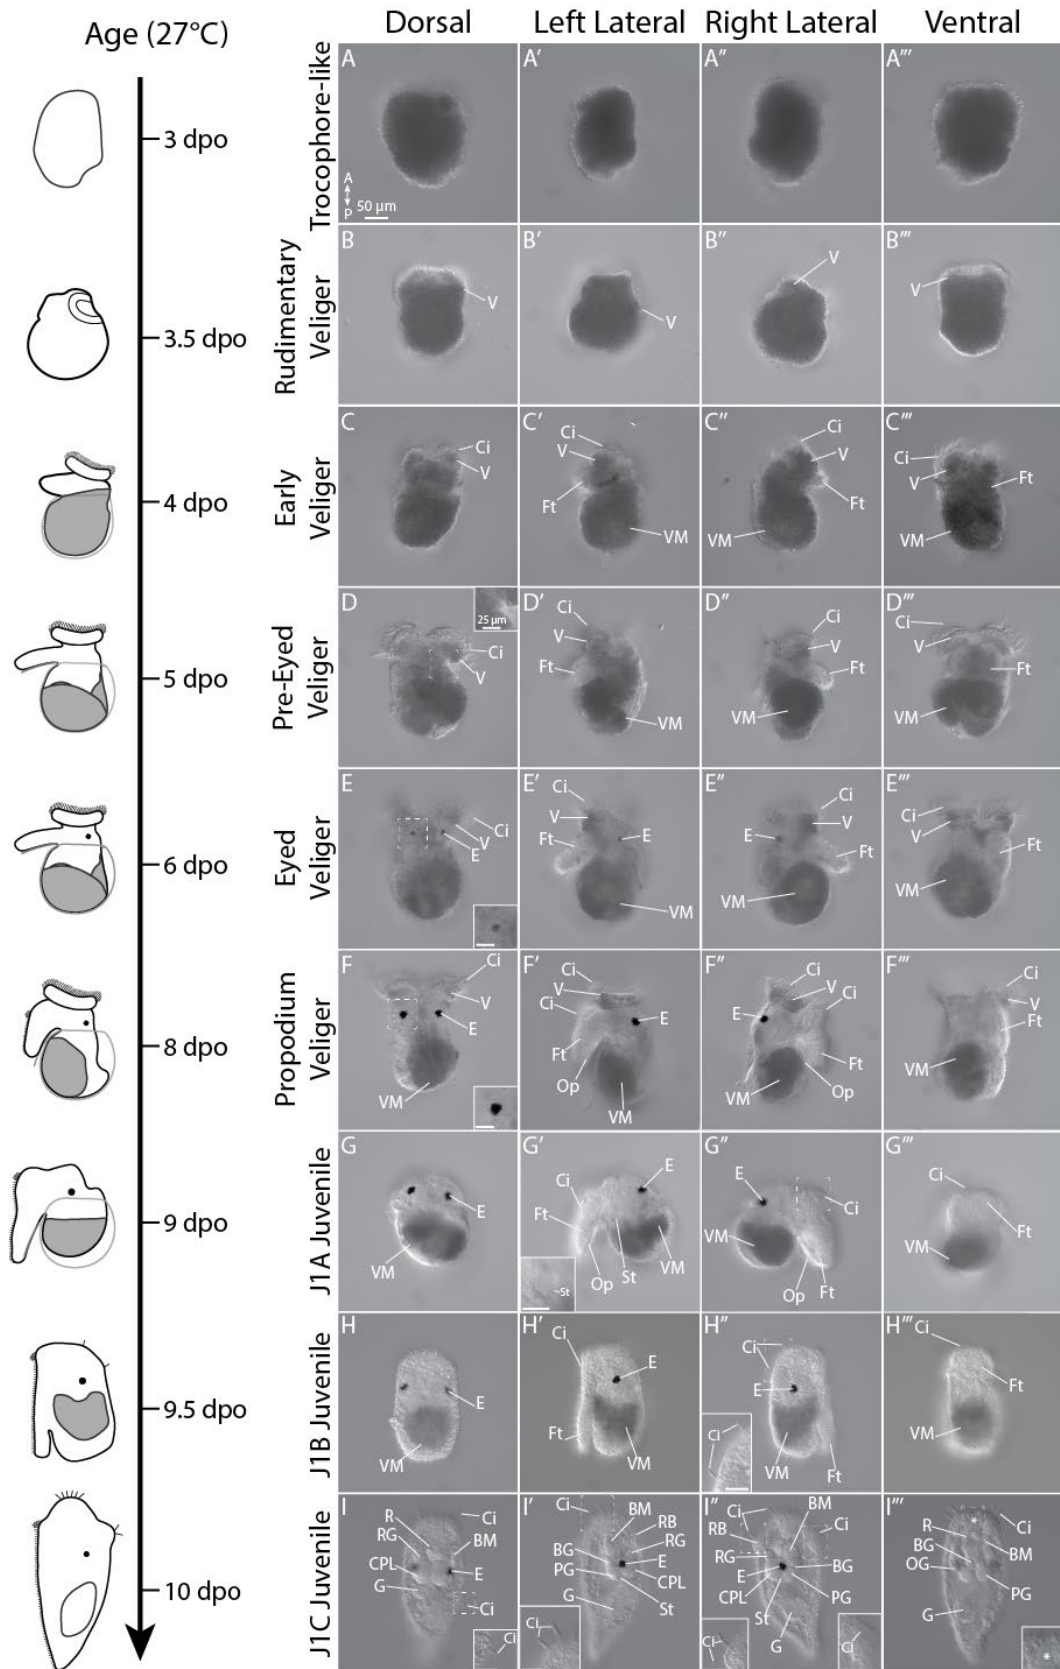 Age (27°C)
Dorsal
Left Lateral
Right Lateral
Ventral
3 dpo
Trocophore-like
A
A
P
50 µm
A'
A''
A'''
3.5 dpo
Rudimentary
Veliger
B
V
B'
V
B''
V
B'''
V
4 dpo
Early
Veliger
C
Ci
V
C'
Ci
V
Ft
VM
C''
Ci
V
Ft
VM
C'''
Ci
V
Ft
VM
5 dpo
Pre-Eyed
Veliger
D
25 µm
Ci
V
D'
Ci
V
Ft
VM
D''
Ci
V
Ft
VM
D'''
Ci
V
Ft
VM
6 dpo
Eyed
Veliger
E
Ci
V
E
E'
Ci
V
Ft
E
VM
E''
Ci
V
E
Ft
VM
E'''
Ci
V
Ft
VM
8 dpo
Propodium
Veliger
F
Ci
V
E
VM
F'
Ci
V
Ci
E
Ft
Op
VM
F''
Ci
V
Ci
E
Ft
VM
Op
F'''
Ci
V
Ft
VM
9 dpo
J1A Juvenile
G
E
VM
G'
E
Ci
Ft
Op
St
VM
~St
G''
E
Ci
VM
Op
Ft
G'''
Ci
Ft
VM
9.5 dpo
J1B Juvenile
H
E
VM
H'
Ci
E
Ft
VM
H''
Ci
E
Ci
VM
Ft
H'''
Ci
Ft
VM
10 dpo
J1C Juvenile
I
R
Ci
RG
BM
CPL
E
G
Ci
Ci
I'
Ci
BM
RB
BG
RG
PG
E
CPL
G
St
Ci
I''
Ci
BM
RB
Ci
RG
BG
E
CPL
PG
St
G
Ci
Ci
I'''
*
Ci
R
BG
BM
OG
PG
G
*